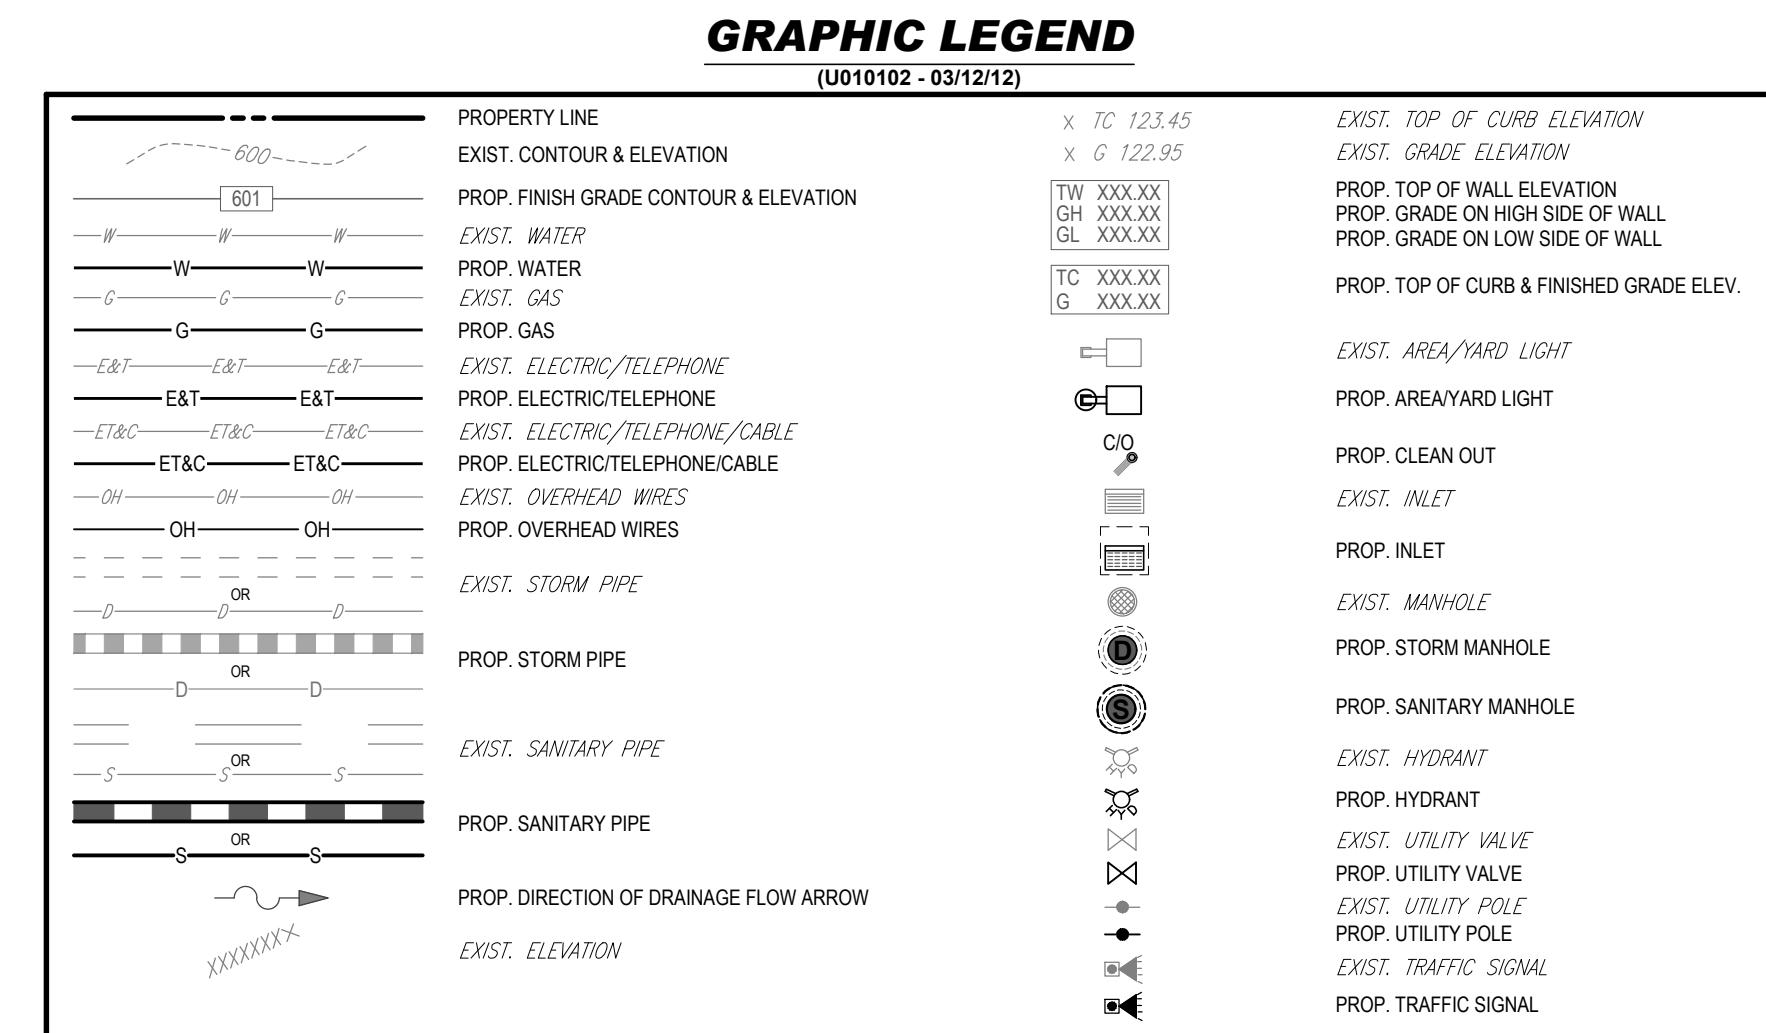 GRAPHIC LEGEND
(U010102 - 03/12/12)
PROPERTY LINE
600 EXIST. CONTOUR & ELEVATION
601 PROP. FINISH GRADE CONTOUR & ELEVATION
W W W EXIST. WATER
W W PROP. WATER
G G G EXIST. GAS
G G PROP. GAS
E&T E&T E&T EXIST. ELECTRIC/TELEPHONE
E&T E&T PROP. ELECTRIC/TELEPHONE
ET&C ET&C ET&C EXIST. ELECTRIC/TELEPHONE/CABLE
ET&C ET&C PROP. ELECTRIC/TELEPHONE/CABLE
OH OH OH EXIST. OVERHEAD WIRES
OH OH PROP. OVERHEAD WIRES
EXIST. STORM PIPE
OR
D D D
PROP. STORM PIPE
OR
D D
EXIST. SANITARY PIPE
OR
S S S
PROP. SANITARY PIPE
OR
S S
PROP. DIRECTION OF DRAINAGE FLOW ARROW
XXXXXXX EXIST. ELEVATION
X TC 123.45 EXIST. TOP OF CURB ELEVATION
X G 122.95 EXIST. GRADE ELEVATION
TW XXX.XX PROP. TOP OF WALL ELEVATION
GH XXX.XX PROP. GRADE ON HIGH SIDE OF WALL
GL XXX.XX PROP. GRADE ON LOW SIDE OF WALL
TC XXX.XX PROP. TOP OF CURB & FINISHED GRADE ELEV.
G XXX.XX
EXIST. AREA/YARD LIGHT
PROP. AREA/YARD LIGHT
C/O PROP. CLEAN OUT
EXIST. INLET
PROP. INLET
EXIST. MANHOLE
D PROP. STORM MANHOLE
S PROP. SANITARY MANHOLE
EXIST. HYDRANT
PROP. HYDRANT
EXIST. UTILITY VALVE
PROP. UTILITY VALVE
EXIST. UTILITY POLE
PROP. UTILITY POLE
EXIST. TRAFFIC SIGNAL
PROP. TRAFFIC SIGNAL